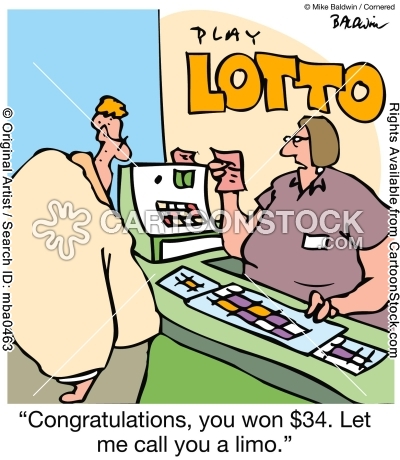 © Mike Baldwin / Cornered
BALDWIN
PLAY
LOTTO
CARTOONSTOCK
.com
© Original Artist / Search ID: mba0463
Rights Available from CartoonStock.com
“Congratulations, you won $34. Let
me call you a limo.”